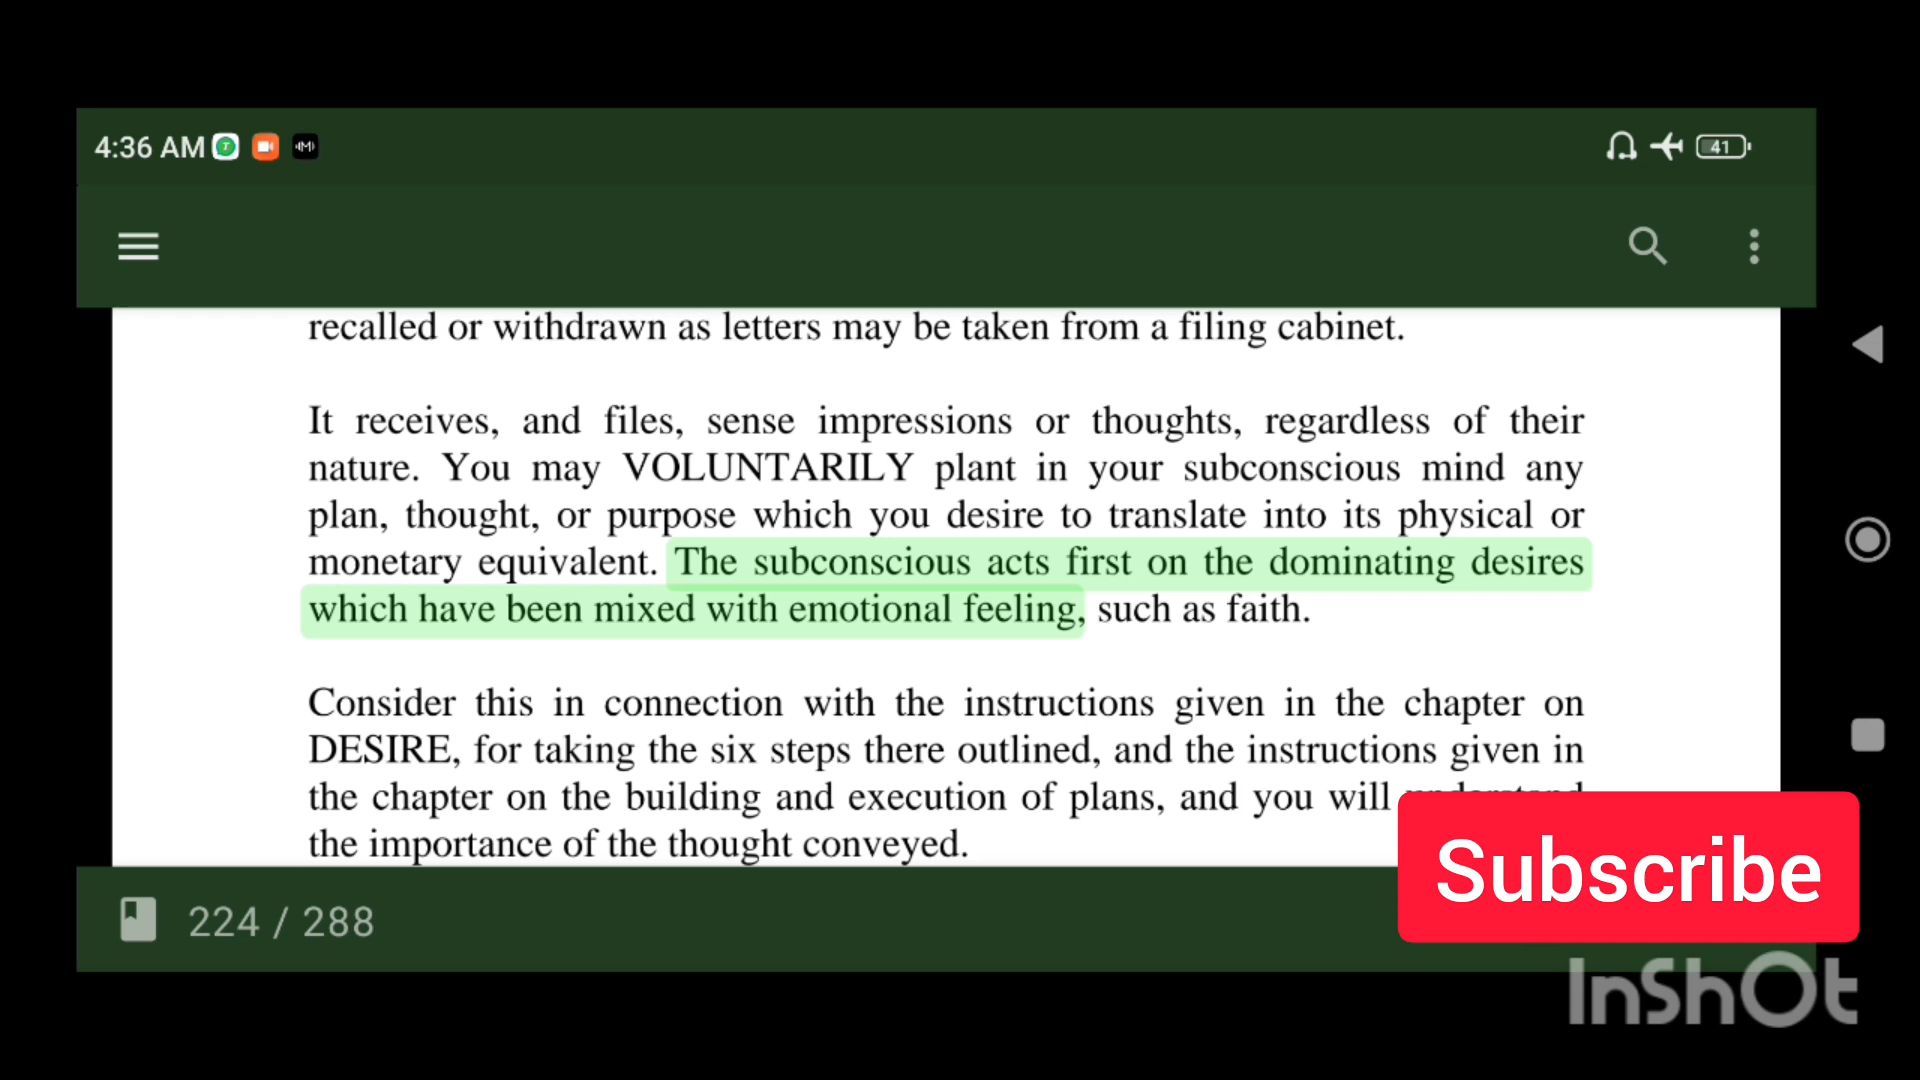 4:36 AM
41
recalled or withdrawn as letters may be taken from a filing cabinet.
It receives, and files, sense impressions or thoughts, regardless of their
nature. You may VOLUNTARILY plant in your subconscious mind any
plan, thought, or purpose which you desire to translate into its physical or
monetary equivalent. The subconscious acts first on the dominating desires
which have been mixed with emotional feeling, such as faith.
Consider this in connection with the instructions given in the chapter on
DESIRE, for taking the six steps there outlined, and the instructions given in
the chapter on the building and execution of plans, and you will
the importance of the thought conveyed.
Subscribe
224 / 288
InShOt